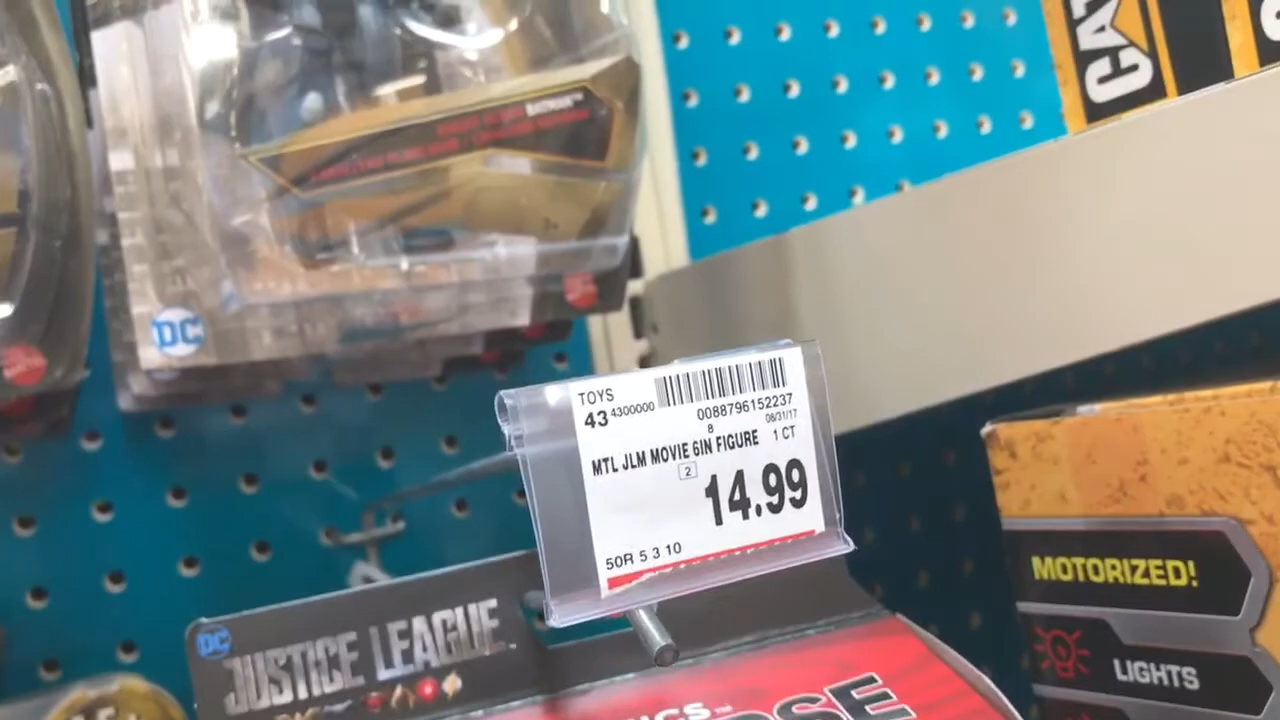 CAT
BATMAN™
DC
TOYS
43 4300000
0088796152237
8
08/31/17
MTL JLM MOVIE 6IN FIGURE 1 CT
2
14.99
50R 5 3 10
DC
JUSTICE LEAGUE
MOTORIZED!
LIGHTS